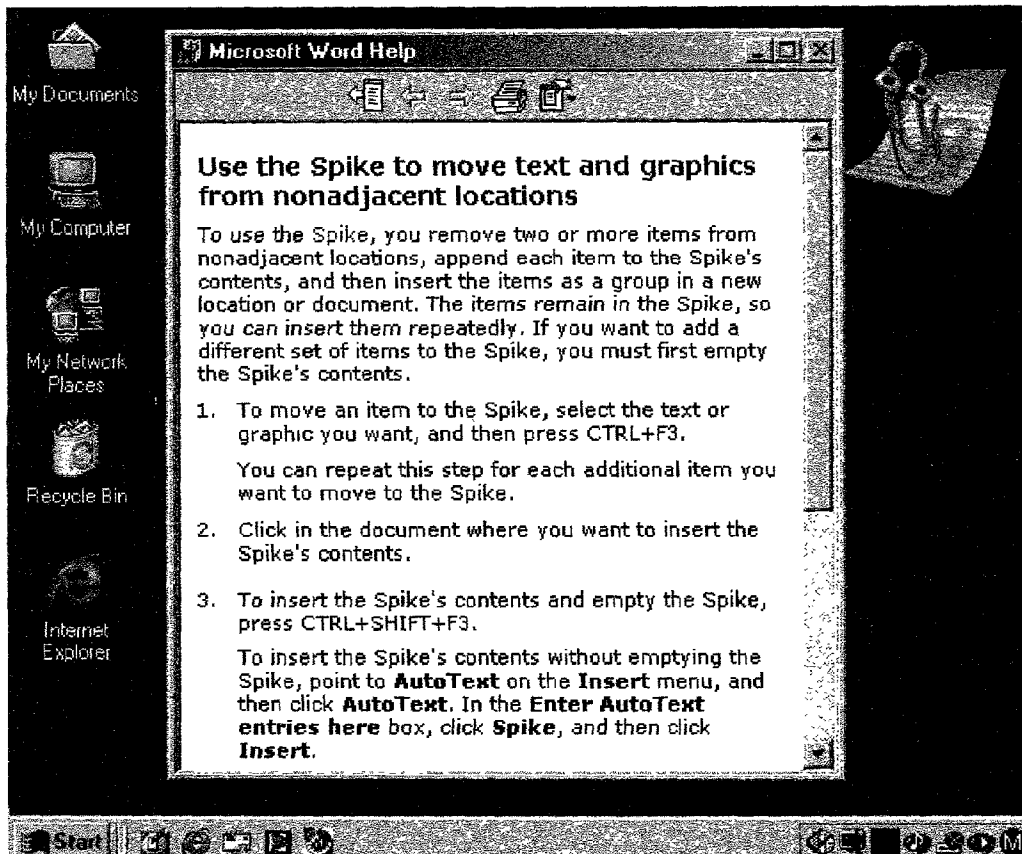 My Documents
My Computer
My Network
Places
Recycle Bin
Internet
Explorer
Microsoft Word Help
Use the Spike to move text and graphics
from nonadjacent locations
To use the Spike, you remove two or more items from
nonadjacent locations, append each item to the Spike's
contents, and then insert the items as a group in a new
location or document. The items remain in the Spike, so
you can insert them repeatedly. If you want to add a
different set of items to the Spike, you must first empty
the Spike's contents.
1. To move an item to the Spike, select the text or
graphic you want, and then press CTRL+F3.
You can repeat this step for each additional item you
want to move to the Spike.
2. Click in the document where you want to insert the
Spike's contents.
3. To insert the Spike's contents and empty the Spike,
press CTRL+SHIFT+F3.
To insert the Spike's contents without emptying the
Spike, point to AutoText on the Insert menu, and
then click AutoText. In the Enter AutoText
entries here box, click Spike, and then click
Insert.
Start
M